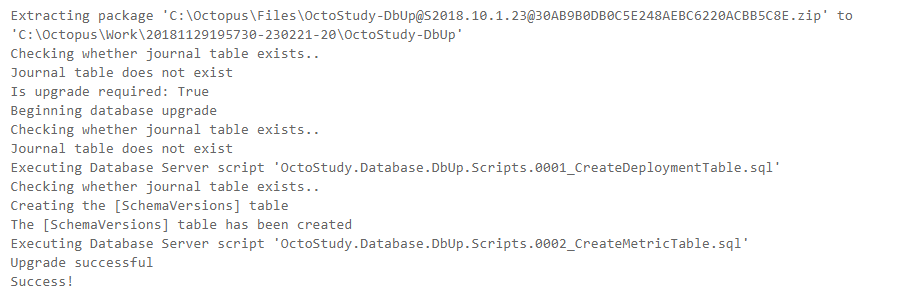 Extracting package 'C:\Octopus\Files\OctoStudy-DbUp@S2018.10.1.23@30AB9B0DB0C5E248AEBC6220ACBB5C8E.zip' to
'C:\Octopus\Work\20181129195730-230221-20\OctoStudy-DbUp'
Checking whether journal table exists..
Journal table does not exist
Is upgrade required: True
Beginning database upgrade
Checking whether journal table exists..
Journal table does not exist
Executing Database Server script 'OctoStudy.Database.DbUp.Scripts.0001_CreateDeploymentTable.sql'
Checking whether journal table exists..
Creating the [SchemaVersions] table
The [SchemaVersions] table has been created
Executing Database Server script 'OctoStudy.Database.DbUp.Scripts.0002_CreateMetricTable.sql'
Upgrade successful
Success!